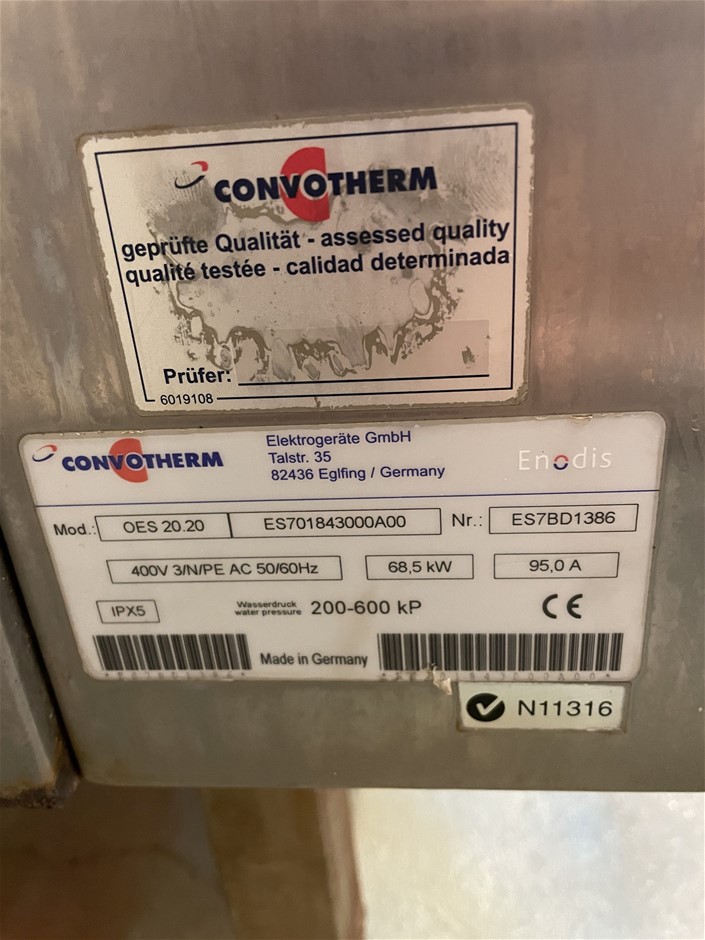 CONVOTHERM
geprüfte Qualität - assessed quality
qualité testée - calidad determinada
Prüfer:
6019108
CONVOTHERM
Elektrogeräte GmbH
Talstr. 35
82436 Eglfing / Germany
Enodis
Mod.: OES 20.20 ES701843000A00 Nr.: ES7BD1386
400V 3/N/PE AC 50/60Hz 68,5 kW 95,0 A
IPX5 Wasserdruck water pressure 200-600 kP CE
Made in Germany
N11316